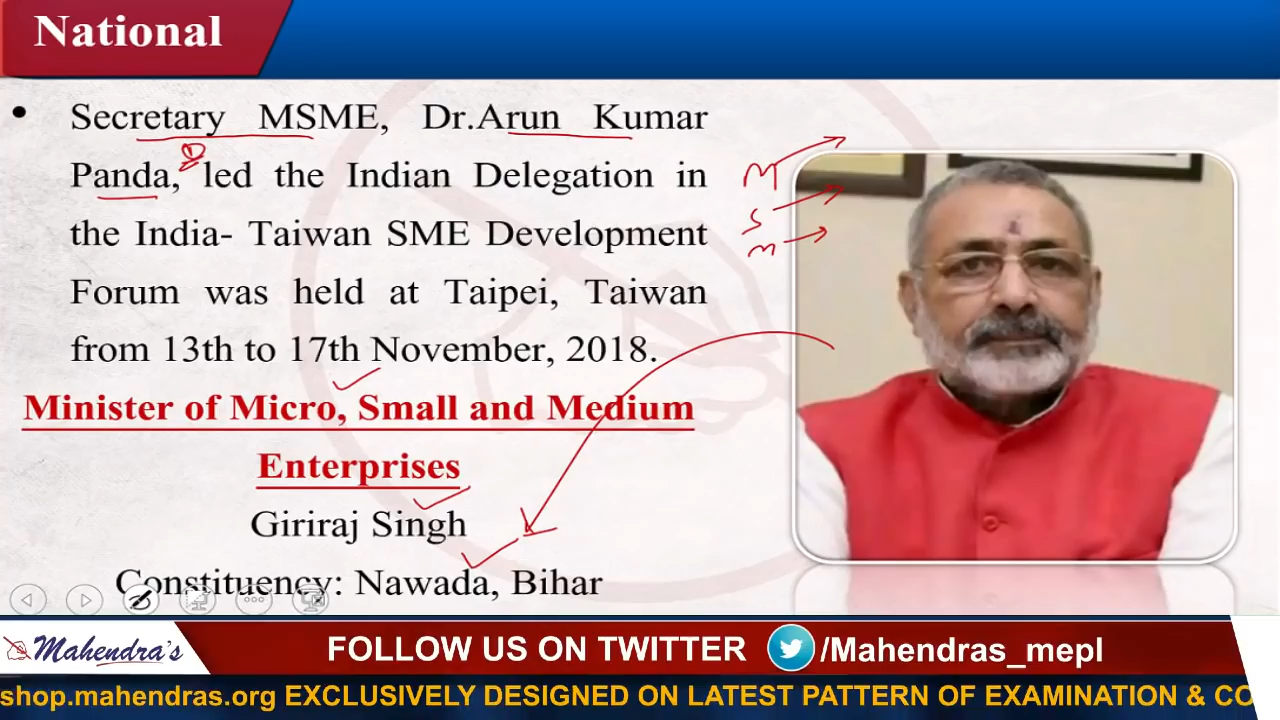 National
• Secretary MSME, Dr.Arun Kumar
Panda, led the Indian Delegation in
the India- Taiwan SME Development
Forum was held at Taipei, Taiwan
from 13th to 17th November, 2018.
Minister of Micro, Small and Medium
Enterprises
Giriraj Singh
Constituency: Nawada, Bihar
M
S
M
Mahendra's
FOLLOW US ON TWITTER /Mahendras_mepl
shop.mahendras.org EXCLUSIVELY DESIGNED ON LATEST PATTERN OF EXAMINATION & CO